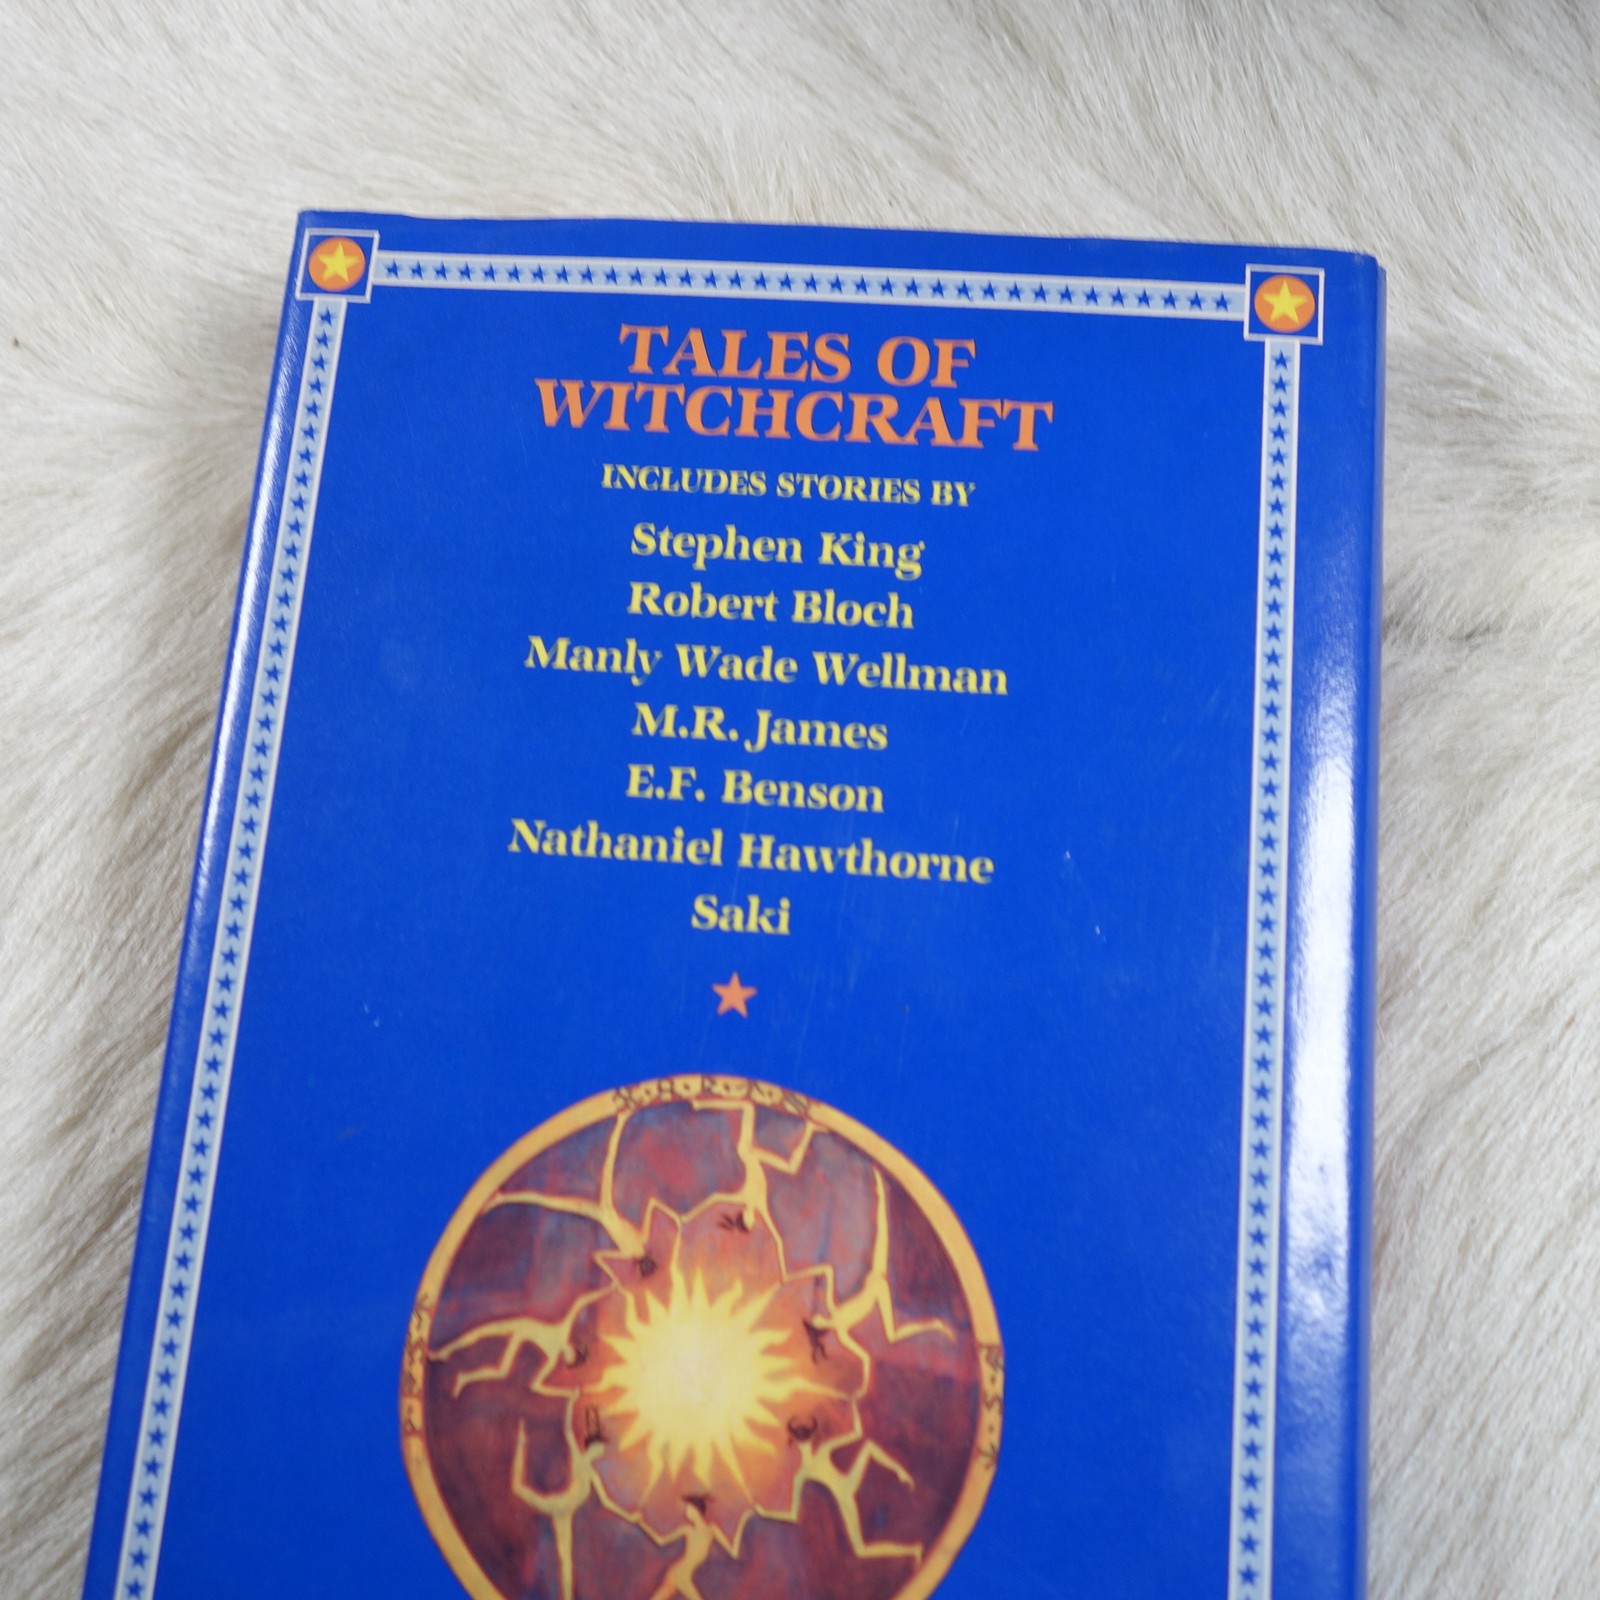 TALES OF
WITCHCRAFT
INCLUDES STORIES BY
Stephen King
Robert Bloch
Manly Wade Wellman
M.R. James
E.F. Benson
Nathaniel Hawthorne
Saki